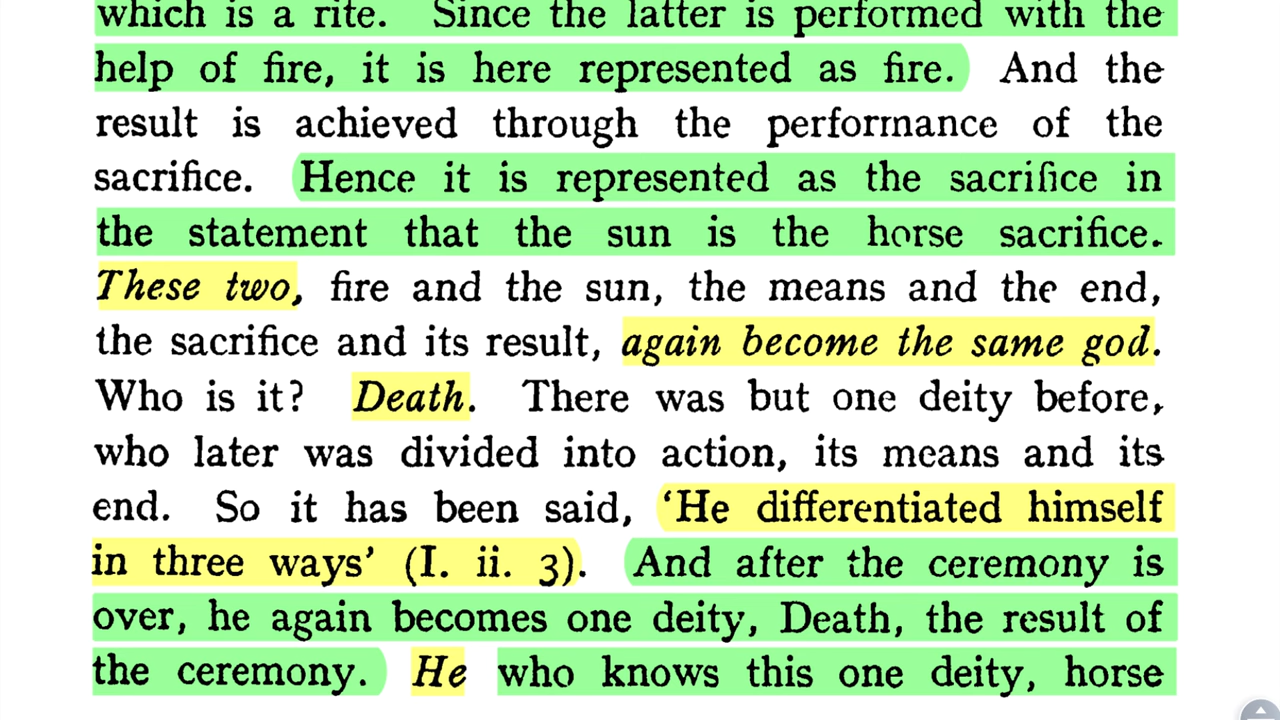 which is a rite. Since the latter is performed with the
help of fire, it is here represented as fire. And the
result is achieved through the performance of the
sacrifice. Hence it is represented as the sacrifice in
the statement that the sun is the horse sacrifice.
These two, fire and the sun, the means and the end,
the sacrifice and its result, again become the same god.
Who is it? Death. There was but one deity before,
who later was divided into action, its means and its
end. So it has been said, ‘He differentiated himself
in three ways’ (I. ii. 3). And after the ceremony is
over, he again becomes one deity, Death, the result of
the ceremony. He who knows this one deity, horse